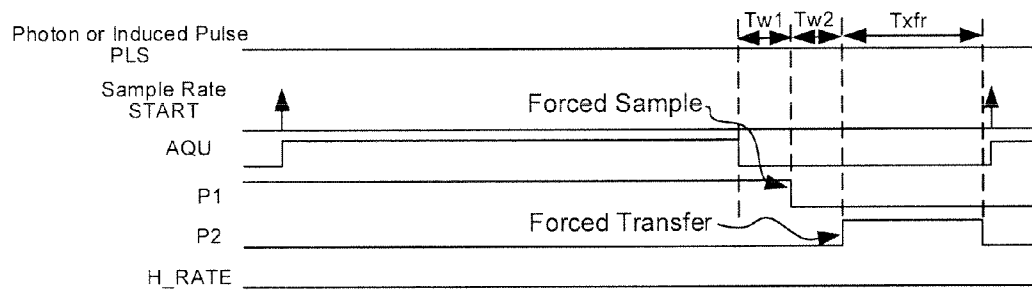 Tw1 Tw2 Txfr
Photon or Induced Pulse
PLS
Sample Rate
START
Forced Sample
AQU
P1
Forced Transfer
P2
H_RATE